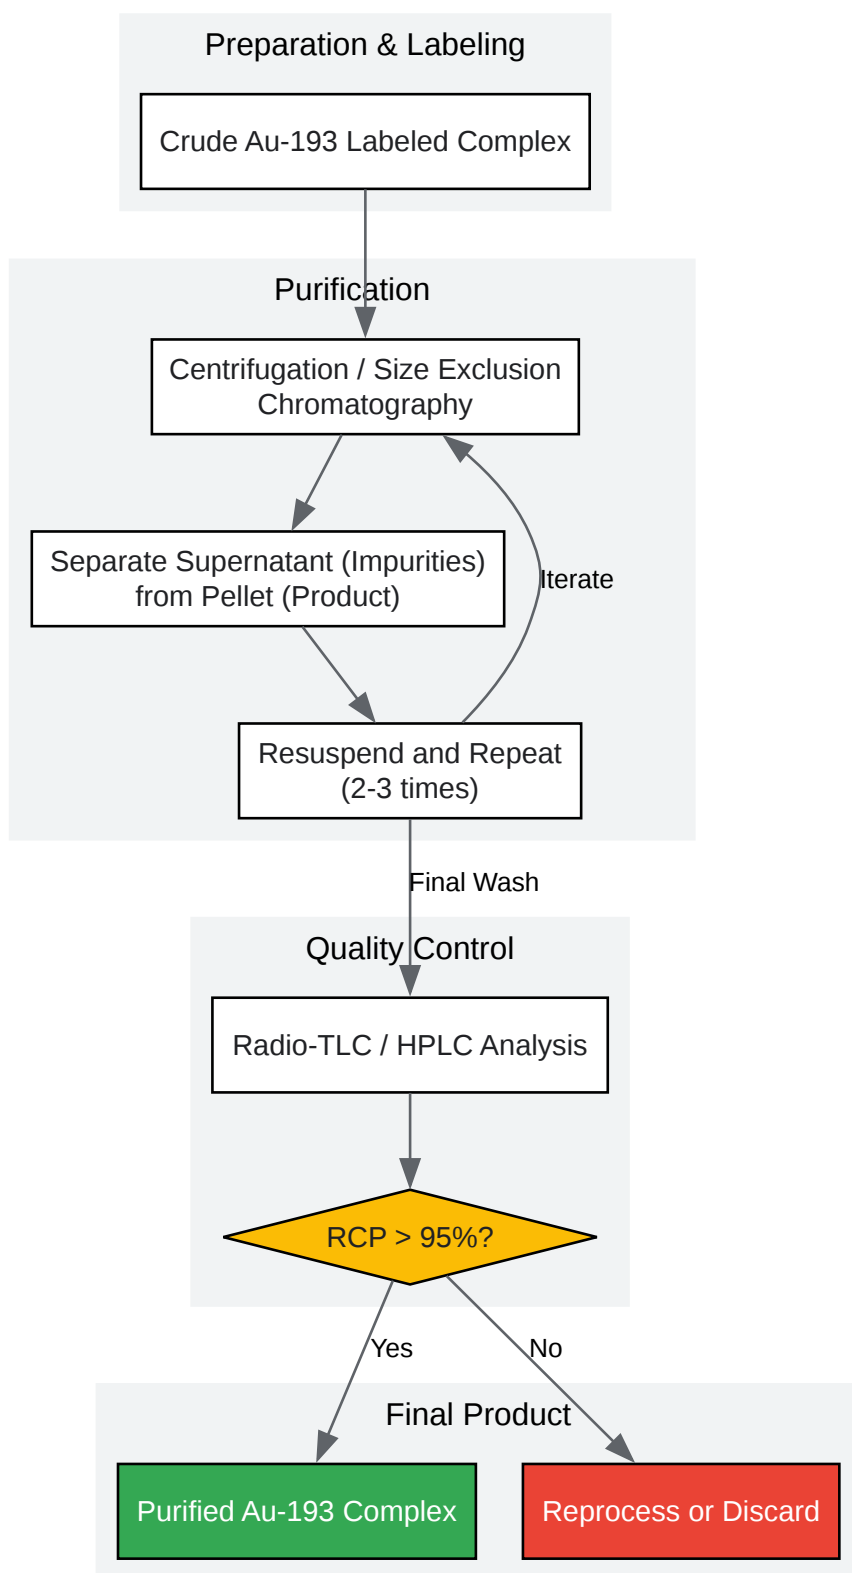 Preparation & Labeling
Crude Au-193 Labeled Complex
Purification
Centrifugation / Size Exclusion
Chromatography
Separate Supernatant (Impurities)
from Pellet (Product)
Iterate
Resuspend and Repeat
(2-3 times)
Final Wash
Quality Control
Radio-TLC / HPLC Analysis
RCP > 95%?
Yes
No
Final Product
Purified Au-193 Complex
Reprocess or Discard